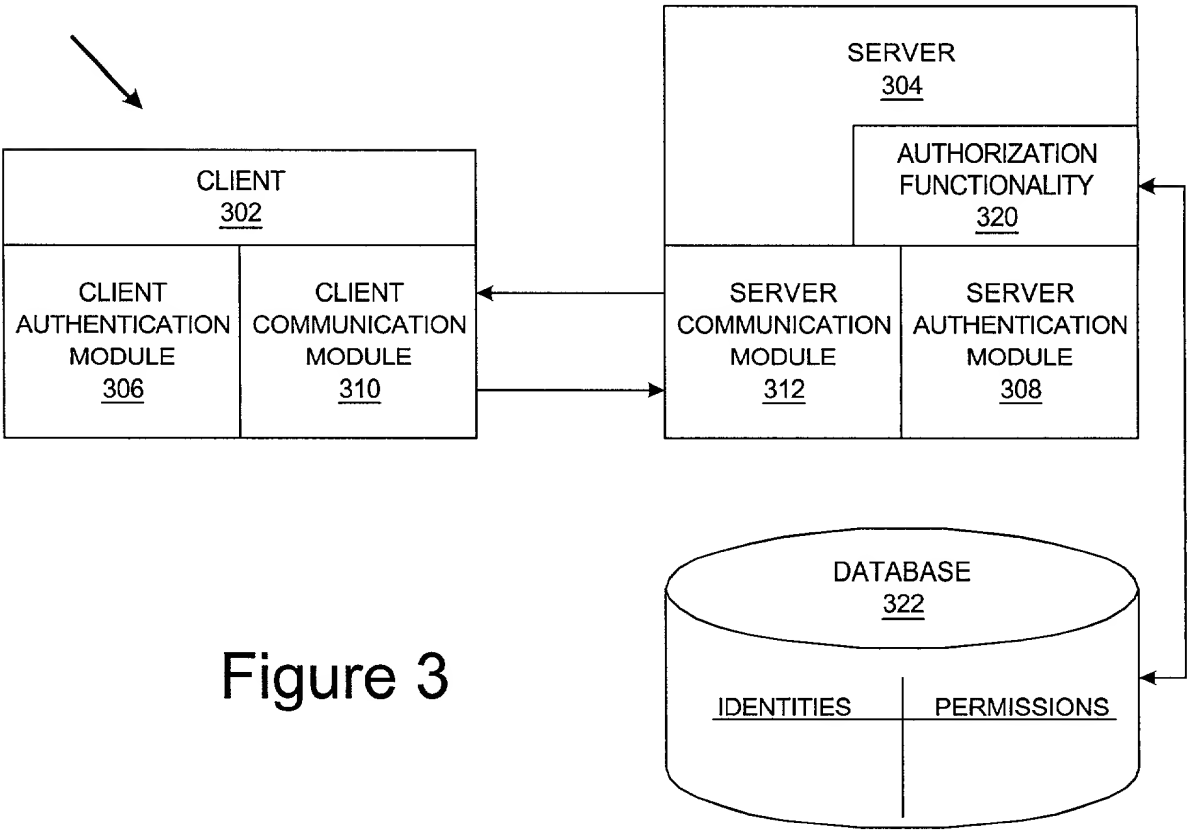 SERVER
304
AUTHORIZATION
FUNCTIONALITY
320
CLIENT
302
CLIENT
AUTHENTICATION
MODULE
306
CLIENT
COMMUNICATION
MODULE
310
SERVER
COMMUNICATION
MODULE
312
SERVER
AUTHENTICATION
MODULE
308
DATABASE
322
IDENTITIES
PERMISSIONS
Figure 3